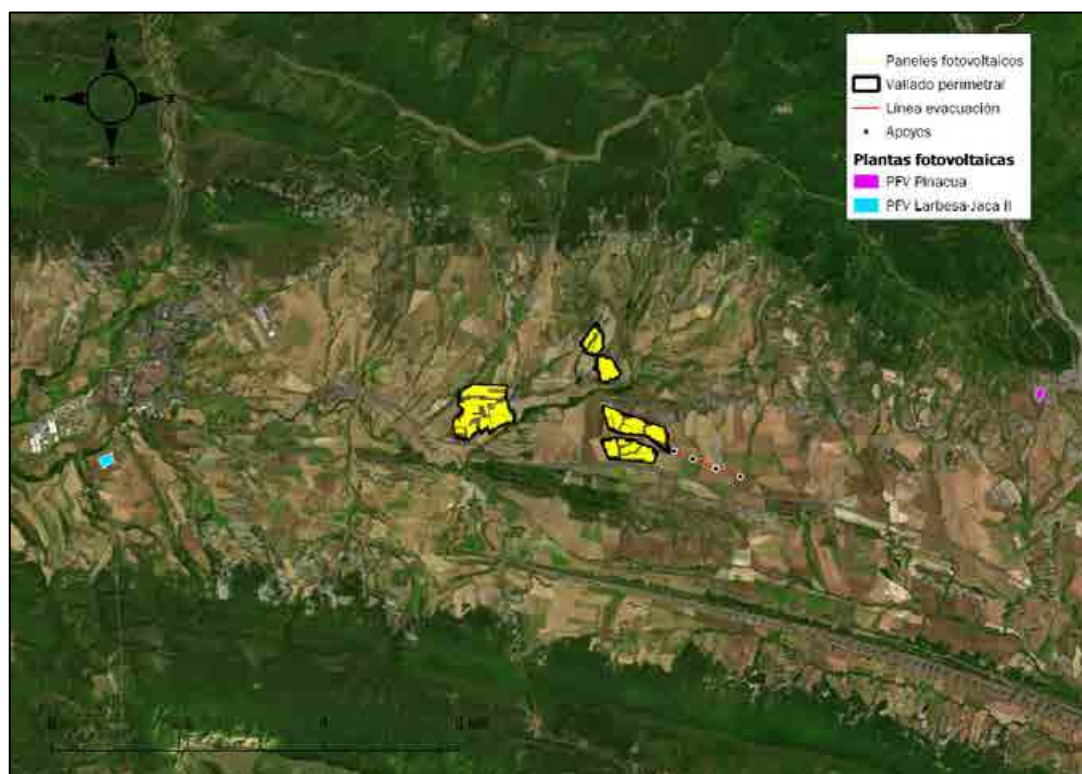 Paneles fotovoltaicos
Vallado perimetral
Línea evacuación
Apoyos
Plantas fotovoltaicas
PFV Pinacua
PFV Larbesa-Jaca II